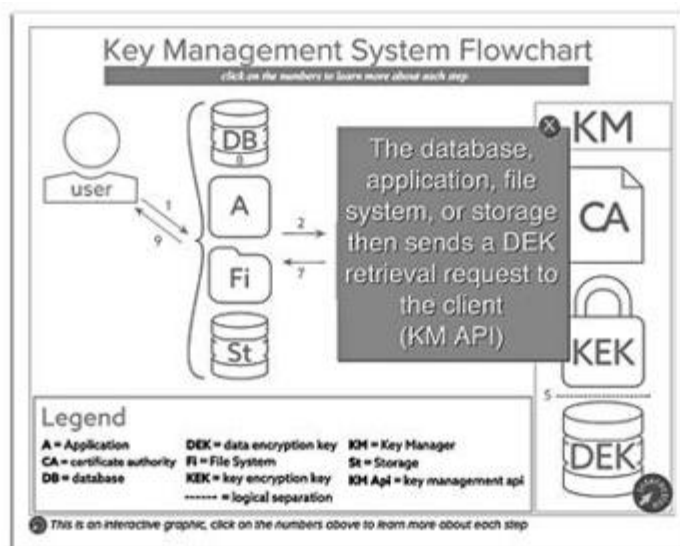 Key Management System Flowchart
click on the numbers to learn more about each step
DB
8
user
1
9
A
2
7
Fi
St
X
The database,
application, file
system, or storage
then sends a DEK
retrieval request to
the client
(KM API)
KM
CA
KEK
5
DEK
Legend
A = Application
CA = certificate authority
DB = database
DEK = data encryption key
Fi = File System
KEK = key encryption key
------ = logical separation
KM = Key Manager
St = Storage
KM Api = key management api
This is an interactive graphic, click on the numbers above to learn more about each step